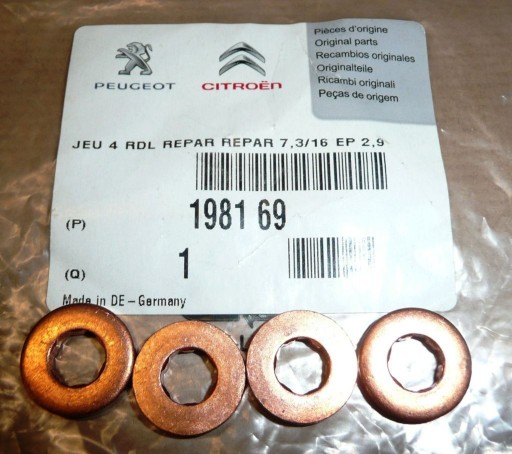 PEUGEOT
CITROËN
Pièces d'origine
Original parts
Recambios originales
Originalteile
Ricambi originali
Peças de origem
JEU 4 RDL REPAR REPAR 7,3/16 EP 2,9
(P) 1981 69
(Q) 1
Made in DE – Germany